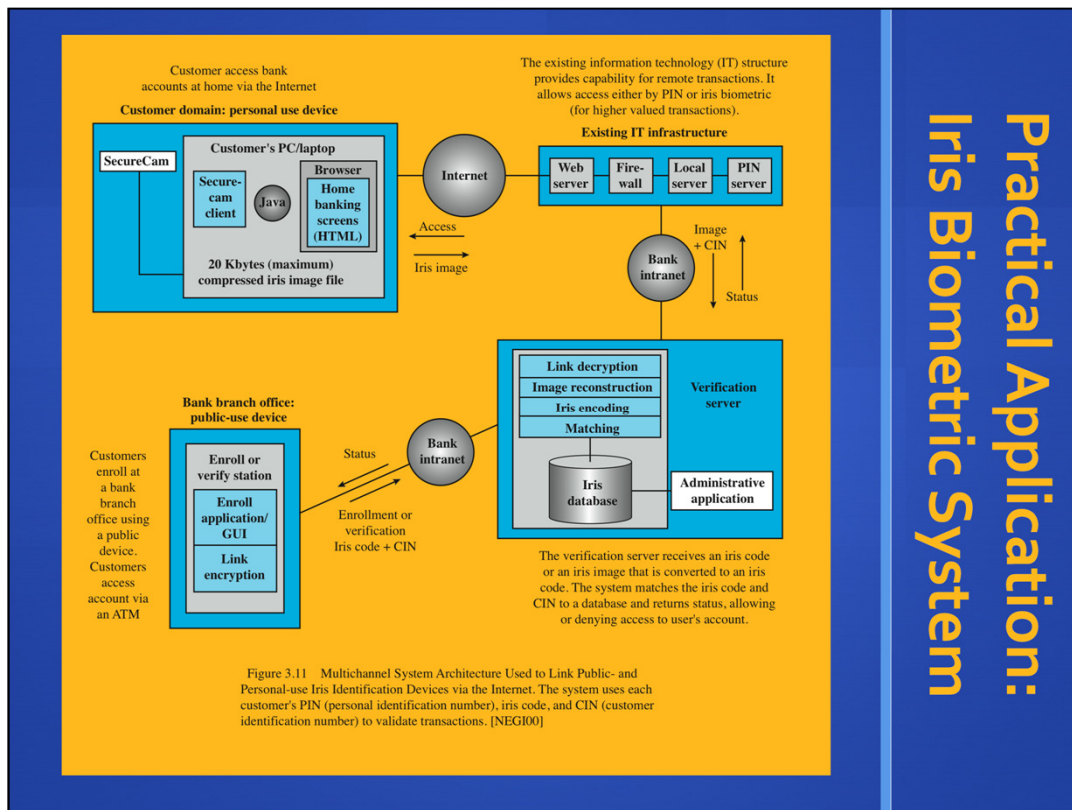 Practical Application:
Iris Biometric System
Customer access bank
accounts at home via the Internet
Customer domain: personal use device
SecureCam
Customer's PC/laptop
Secure-
cam
client
Java
Browser
Home
banking
screens
(HTML)
20 Kbytes (maximum)
compressed iris image file
Internet
Access
Iris image
The existing information technology (IT) structure
provides capability for remote transactions. It
allows access either by PIN or iris biometric
(for higher valued transactions).
Existing IT infrastructure
Web
server
Fire-
wall
Local
server
PIN
server
Bank
intranet
Image
+ CIN
Status
Link decryption
Image reconstruction
Iris encoding
Matching
Iris
database
Verification
server
Administrative
application
The verification server receives an iris code
or an iris image that is converted to an iris
code. The system matches the iris code and
CIN to a database and returns status, allowing
or denying access to user's account.
Bank branch office:
public-use device
Customers
enroll at
a bank
branch
office using
a public
device.
Customers
access
account via
an ATM
Enroll or
verify station
Enroll
application/
GUI
Link
encryption
Status
Enrollment or
verification
Iris code + CIN
Bank
intranet
Figure 3.11 Multichannel System Architecture Used to Link Public- and
Personal-use Iris Identification Devices via the Internet. The system uses each
customer's PIN (personal identification number), iris code, and CIN (customer
identification number) to validate transactions. [NEGI00]